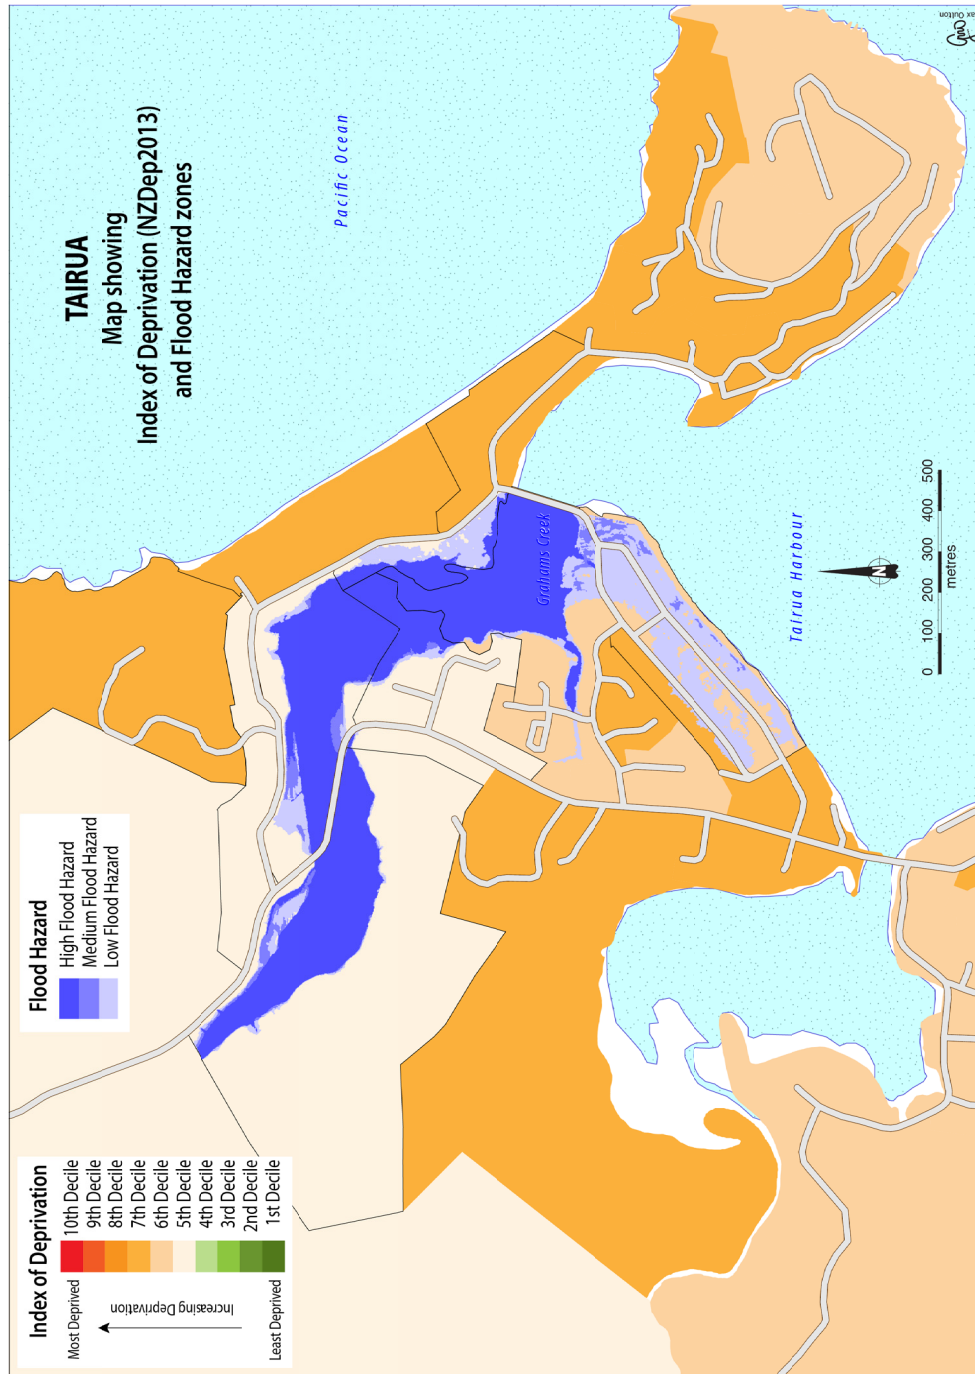 TAIRUA
Map showing
Index of Deprivation (NZDep2013)
and Flood Hazard zones
Pacific Ocean
Flood Hazard
High Flood Hazard
Medium Flood Hazard
Low Flood Hazard
Index of Deprivation
Most Deprived
Increasing Deprivation
Least Deprived
10th Decile
9th Decile
8th Decile
7th Decile
6th Decile
5th Decile
4th Decile
3rd Decile
2nd Decile
1st Decile
Grahams Creek
Tairua Harbour
N
0 100 200 300 400 500
metres
ax Oulton